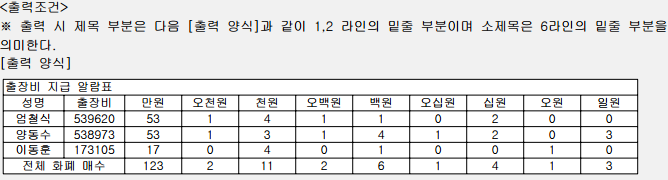 <출력조건>
※ 출력 시 제목 부분은 다음 [출력 양식]과 같이 1,2 라인의 밑줄 부분이며 소제목은 6라인의 밑줄 부분을
의미한다.
[출력 양식]
출장비 지급 알람표
성명 출장비 만원 오천원 천원 오백원 백원 오십원 십원 오원 일원
엄철식 539620 53 1 4 1 1 0 2 0 0
양동수 538973 53 1 3 1 4 1 2 0 3
이동훈 173105 17 0 4 0 1 0 0 1 0
전체 화폐 매수 123 2 11 2 6 1 4 1 3